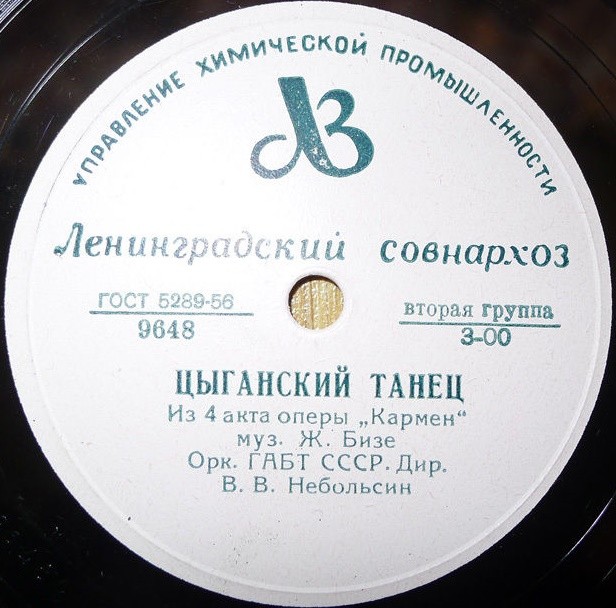 УПРАВЛЕНИЕ ХИМИЧЕСКОЙ ПРОМЫШЛЕННОСТИ
ЛЗ
Ленинградский совнархоз
ГОСТ 5289-56
9648
вторая группа
3-00
ЦЫГАНСКИЙ ТАНЕЦ
Из 4 акта оперы „Кармен“
муз. Ж. Бизе
Орк. ГАБТ СССР. Дир.
В. В. Небольсин